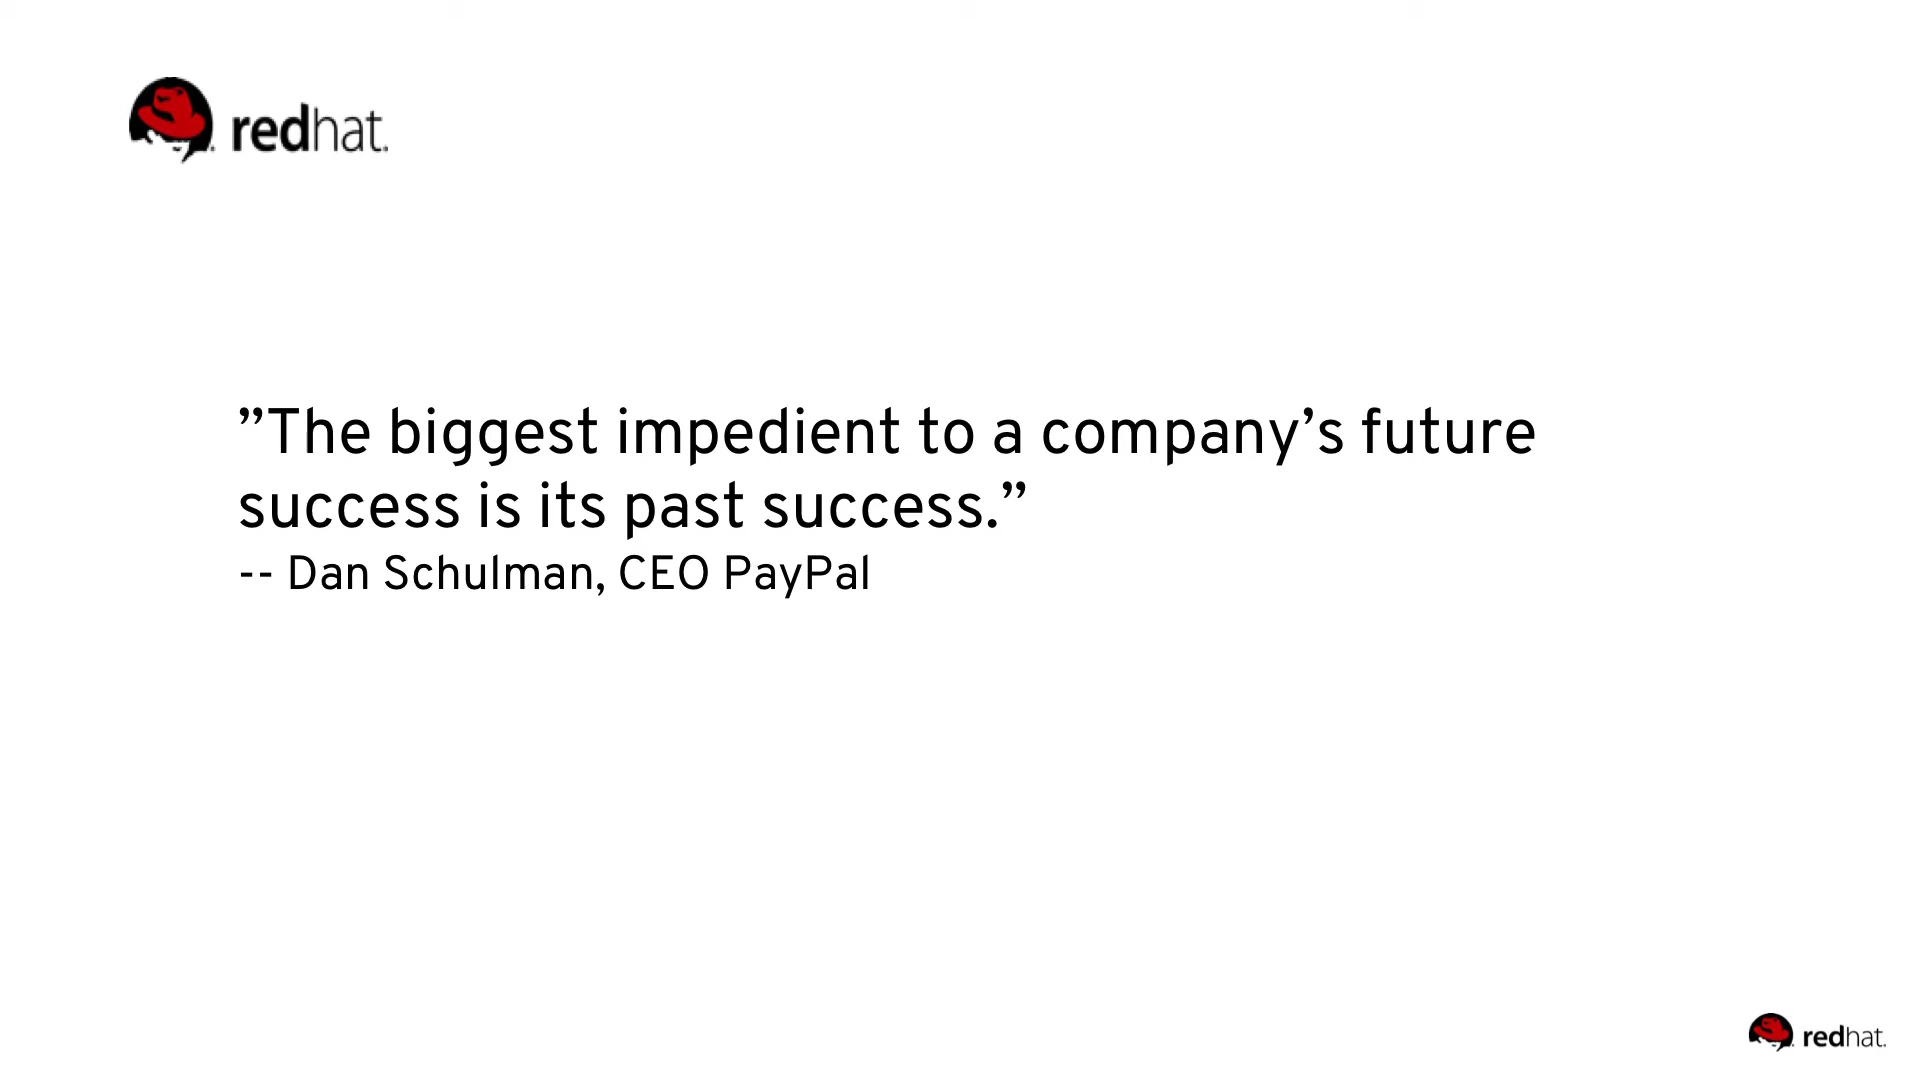 redhat.
”The biggest impedient to a company’s future
success is its past success.”
-- Dan Schulman, CEO PayPal
redhat.